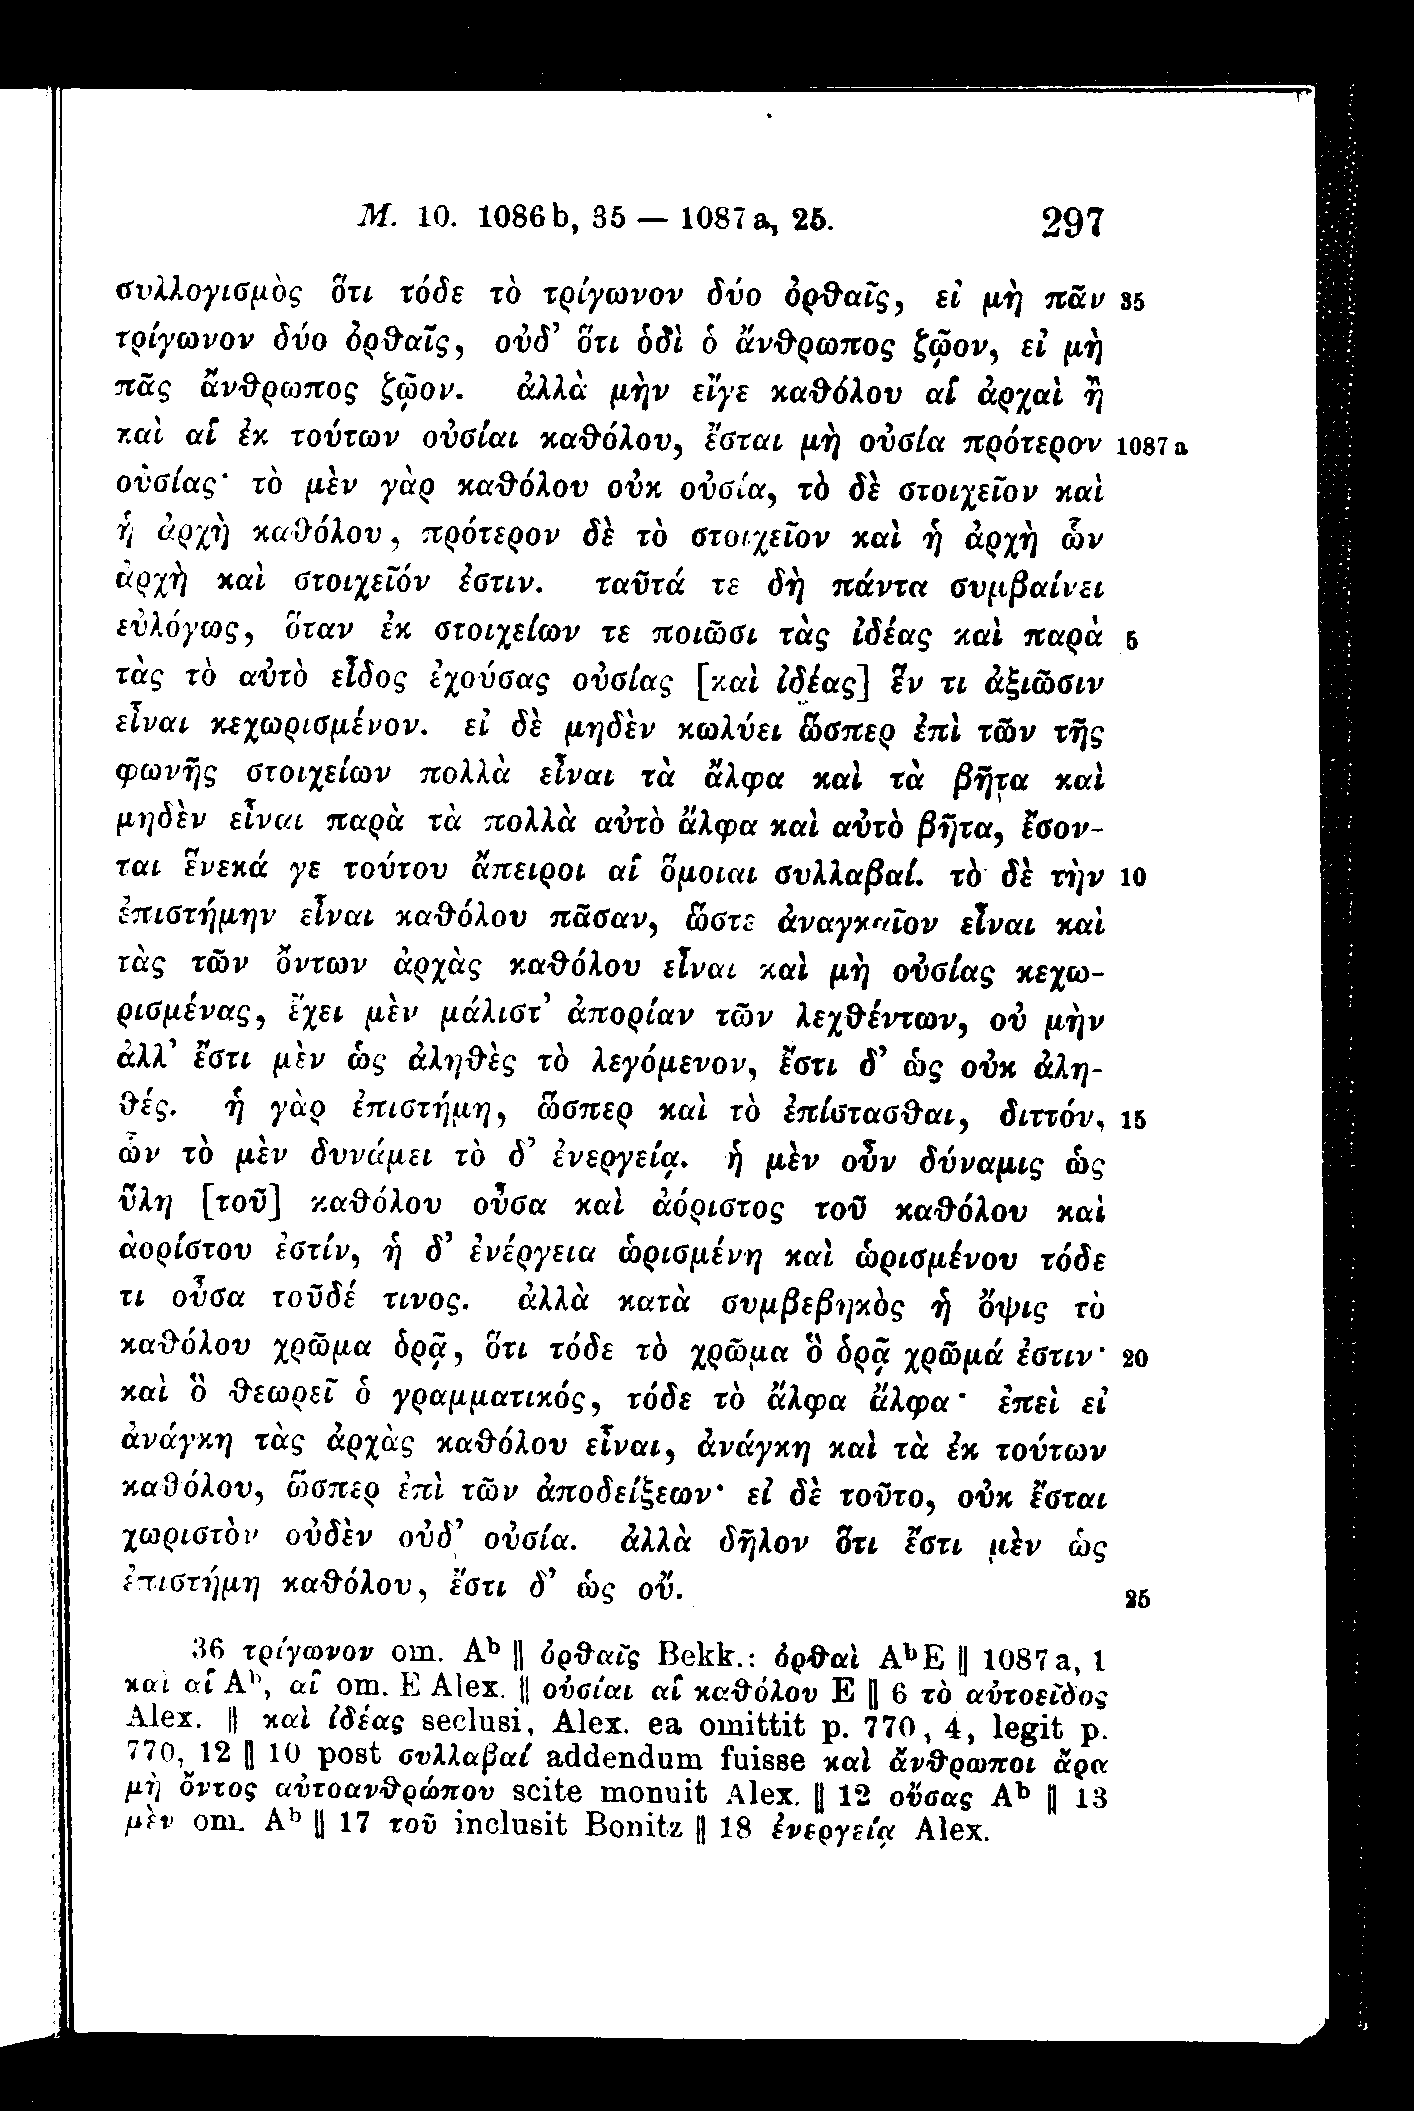 M. 10. 1086 b, 35 — 1087 a, 25. 297
συλλογισμὸς ὅτι τόδε τὸ τρίγωνον δύο ὀρθαῖς, εἰ μὴ πᾶν 35
τρίγωνον δύο ὀρθαῖς, οὐδ’ ὅτι ὁδὶ ὁ ἄνθρωπος ζῷον, εἰ μὴ
πᾶς ἄνθρωπος ζῷον. ἀλλὰ μὴν εἴγε καθόλου αἱ ἀρχαὶ ἢ
καὶ αἱ ἐκ τούτων οὐσίαι καθόλου, ἔσται μὴ οὐσία πρότερον 1087 a
οὐσίας· τὸ μὲν γὰρ καθόλου οὐκ οὐσία, τὸ δὲ στοιχεῖον καὶ
ἡ ἀρχὴ καθόλου, πρότερον δὲ τὸ στοιχεῖον καὶ ἡ ἀρχὴ ὧν
ἀρχὴ καὶ στοιχεῖόν ἐστιν. ταῦτά τε δὴ πάντα συμβαίνει
εὐλόγως, ὅταν ἐκ στοιχείων τε ποιῶσι τὰς ἰδέας καὶ παρὰ 5
τὰς τὸ αὐτὸ εἶδος ἐχούσας οὐσίας [καὶ ἰδέας] ἕν τι ἀξιῶσιν
εἶναι κεχωρισμένον. εἰ δὲ μηδὲν κωλύει ὥσπερ ἐπὶ τῶν τῆς
φωνῆς στοιχείων πολλὰ εἶναι τὰ ἄλφα καὶ τὰ βῆτα καὶ
μηδὲν εἶναι παρὰ τὰ πολλὰ αὐτὸ ἄλφα καὶ αὐτὸ βῆτα, ἔσον-
ται ἕνεκά γε τούτου ἄπειροι αἱ ὅμοιαι συλλαβαί. τὸ δὲ τὴν 10
ἐπιστήμην εἶναι καθόλου πᾶσαν, ὥστε ἀναγκαῖον εἶναι καὶ
τὰς τῶν ὄντων ἀρχὰς καθόλου εἶναι καὶ μὴ οὐσίας κεχω-
ρισμένας, ἔχει μὲν μάλιστ’ ἀπορίαν τῶν λεχθέντων, οὐ μὴν
ἀλλ’ ἔστι μὲν ὡς ἀληθὲς τὸ λεγόμενον, ἔστι δ’ ὡς οὐκ ἀλη-
θές. ἡ γὰρ ἐπιστήμη, ὥσπερ καὶ τὸ ἐπίστασθαι, διττόν, 15
ὧν τὸ μὲν δυνάμει τὸ δ’ ἐνεργείᾳ. ἡ μὲν οὖν δύναμις ὡς
ὕλη [τοῦ] καθόλου οὖσα καὶ ἀόριστος τοῦ καθόλου καὶ
ἀορίστου ἐστίν, ἡ δ’ ἐνέργεια ὡρισμένη καὶ ὡρισμένου τόδε
τι οὖσα τοῦδέ τινος. ἀλλὰ κατὰ συμβεβηκὸς ἡ ὄψις τὸ
καθόλου χρῶμα ὁρᾷ, ὅτι τόδε τὸ χρῶμα ὃ ὁρᾷ χρῶμά ἐστιν· 20
καὶ ὃ θεωρεῖ ὁ γραμματικός, τόδε τὸ ἄλφα ἄλφα· ἐπεὶ εἰ
ἀνάγκη τὰς ἀρχὰς καθόλου εἶναι, ἀνάγκη καὶ τὰ ἐκ τούτων
καθόλου, ὥσπερ ἐπὶ τῶν ἀποδείξεων· εἰ δὲ τοῦτο, οὐκ ἔσται
χωριστὸν οὐδὲν οὐδ’ οὐσία. ἀλλὰ δῆλον ὅτι ἔστι μὲν ὡς
ἐπιστήμη καθόλου, ἔστι δ’ ὡς οὔ. 25
36 τρίγωνον om. Aᵇ || ὀρθαῖς Bekk.: ὀρθαὶ AᵇE || 1087 a, 1
καὶ αἱ Aᵇ, αἱ om. E Alex. || οὐσίαι αἱ καθόλου E || 6 τὸ αὐτοεῖδος
Alex. || καὶ ἰδέας seclusi, Alex. ea omittit p. 770, 4, legit p.
770, 12 || 10 post συλλαβαί addendum fuisse καὶ ἄνθρωποι ἄρα
μὴ ὄντος αὐτοανθρώπου scite monuit Alex. || 12 οὔσας Aᵇ || 13
μὲν om. Aᵇ || 17 τοῦ inclusit Bonitz || 18 ἐνεργείᾳ Alex.